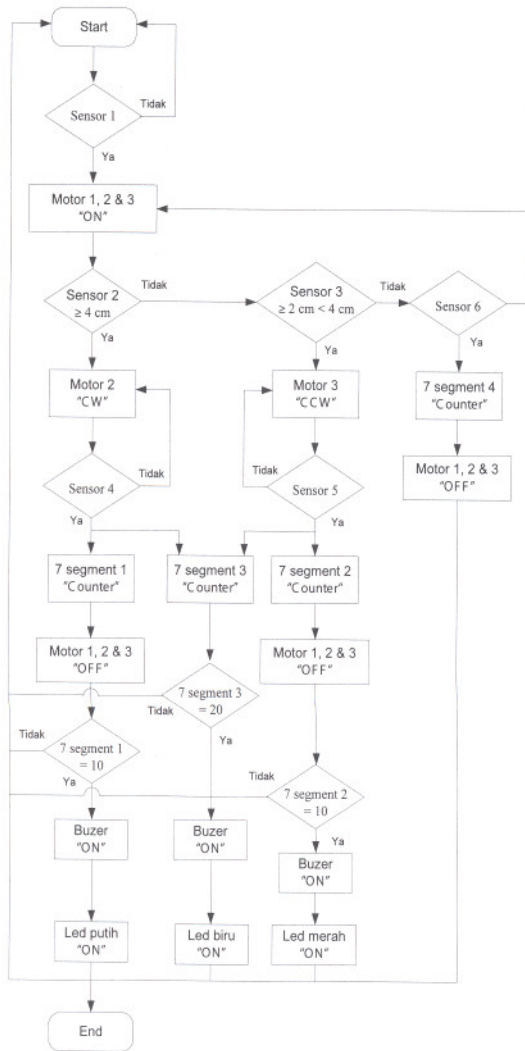 Start
Tidak
Sensor 1
Ya
Motor 1, 2 & 3
"ON"
Sensor 2
≥ 4 cm
Tidak
Ya
Sensor 3
≥ 2 cm < 4 cm
Tidak
Ya
Sensor 6
Ya
Motor 2
"CW"
Motor 3
"CCW"
7 segment 4
"Counter"
Tidak
Sensor 4
Ya
Tidak
Sensor 5
Ya
Motor 1, 2 & 3
"OFF"
7 segment 1
"Counter"
7 segment 3
"Counter"
7 segment 2
"Counter"
Motor 1, 2 & 3
"OFF"
Motor 1, 2 & 3
"OFF"
7 segment 3
= 20
Tidak
Ya
Tidak
7 segment 1
= 10
Ya
Tidak
7 segment 2
= 10
Ya
Buzer
"ON"
Buzer
"ON"
Buzer
"ON"
Led putih
"ON"
Led biru
"ON"
Led merah
"ON"
End